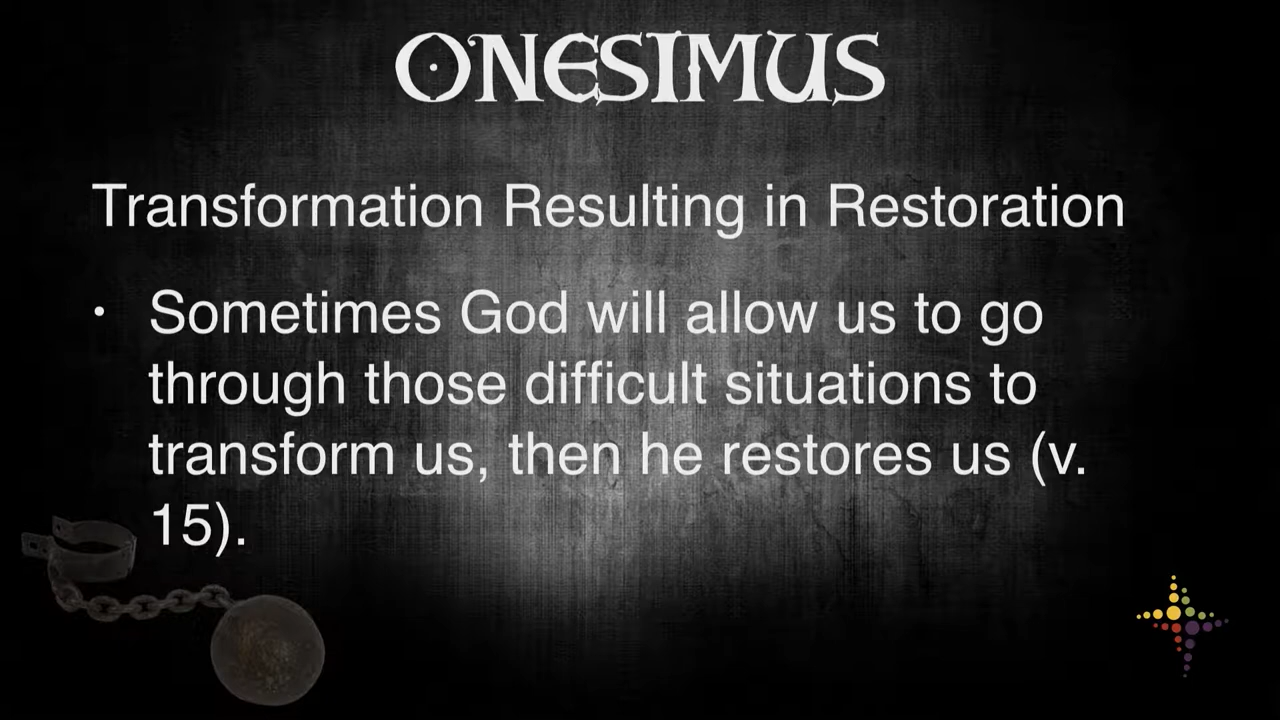 ONESIMUS
Transformation Resulting in Restoration
• Sometimes God will allow us to go
through those difficult situations to
transform us, then he restores us (v.
15).